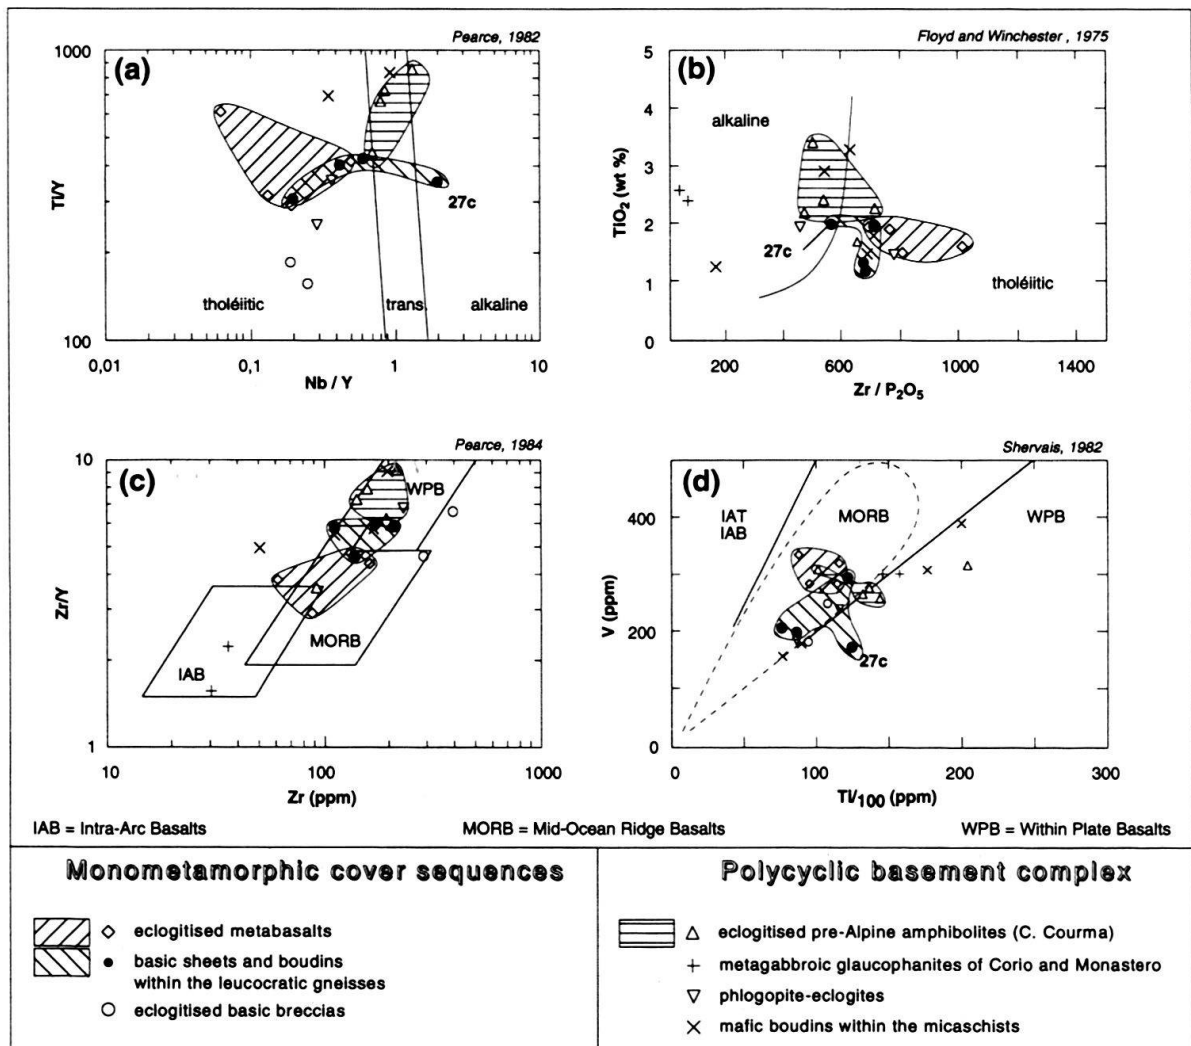 Pearce, 1982
(a)
1000
100
Ti/Y
0,01
0,1
1
10
Nb / Y
tholéiitic
trans.
alkaline
27c
Floyd and Winchester , 1975
(b)
5
4
3
2
1
0
TiO₂ (wt %)
alkaline
27c
tholéiitic
200
600
1000
1400
Zr / P₂O₅
Pearce, 1984
(c)
10
1
Zr/Y
WPB
MORB
IAB
10
100
1000
Zr (ppm)
Shervais, 1982
(d)
400
200
0
V (ppm)
IAT
IAB
MORB
WPB
27c
0
100
200
300
Ti/100 (ppm)
IAB = Intra-Arc Basalts
MORB = Mid-Ocean Ridge Basalts
WPB = Within Plate Basalts
Monometamorphic cover sequences
eclogitised metabasalts
basic sheets and boudins
within the leucocratic gneisses
eclogitised basic breccias
Polycyclic basement complex
eclogitised pre-Alpine amphibolites (C. Courma)
metagabbroic glaucophanites of Corio and Monastero
phlogopite-eclogites
mafic boudins within the micaschists